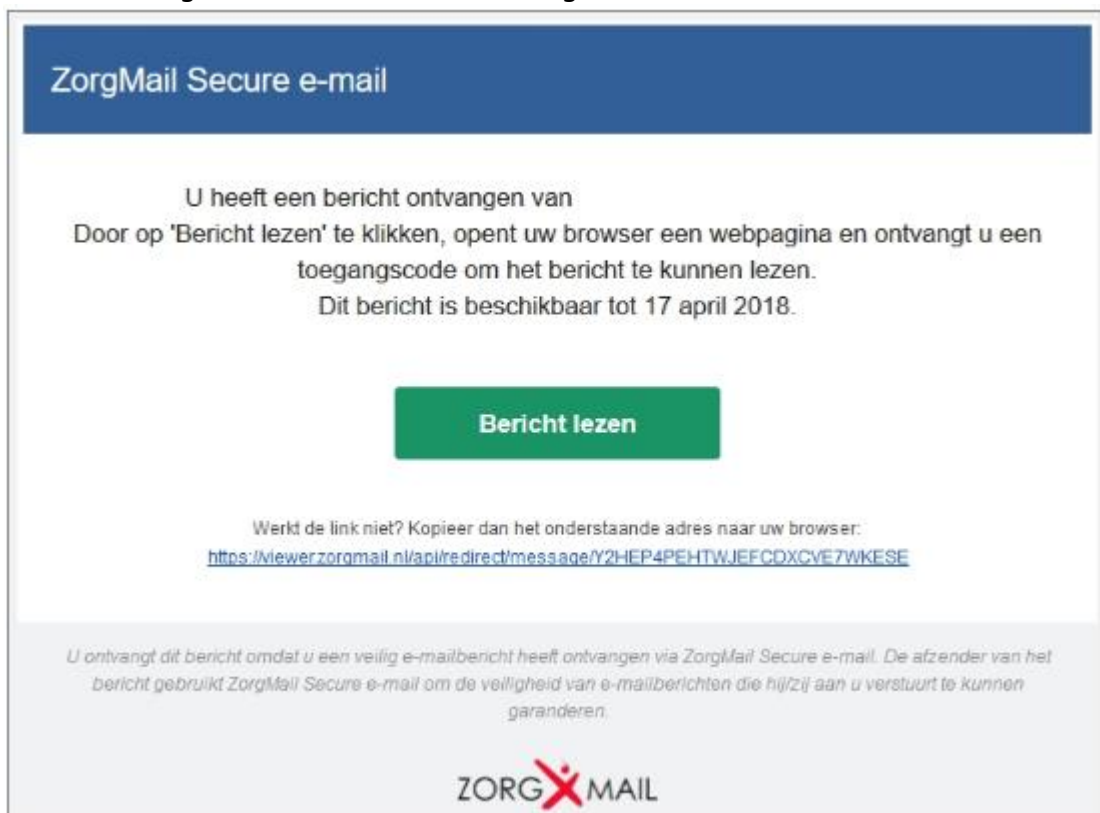 ZorgMail Secure e-mail
U heeft een bericht ontvangen van
Door op 'Bericht lezen' te klikken, opent uw browser een webpagina en ontvangt u een
toegangscode om het bericht te kunnen lezen.
Dit bericht is beschikbaar tot 17 april 2018.
Bericht lezen
Werkt de link niet? Kopieer dan het onderstaande adres naar uw browser:
https://viewer.zorgmail.nl/api/redirect/message/Y2HEP4PEHTWJEFCDXCVE7WKESE
U ontvangt dit bericht omdat u een veilig e-mailbericht heeft ontvangen via ZorgMail Secure e-mail. De afzender van het
bericht gebruikt ZorgMail Secure e-mail om de veiligheid van e-mailberichten die hij/zij aan u verstuurt te kunnen
garanderen.
ZORG MAIL